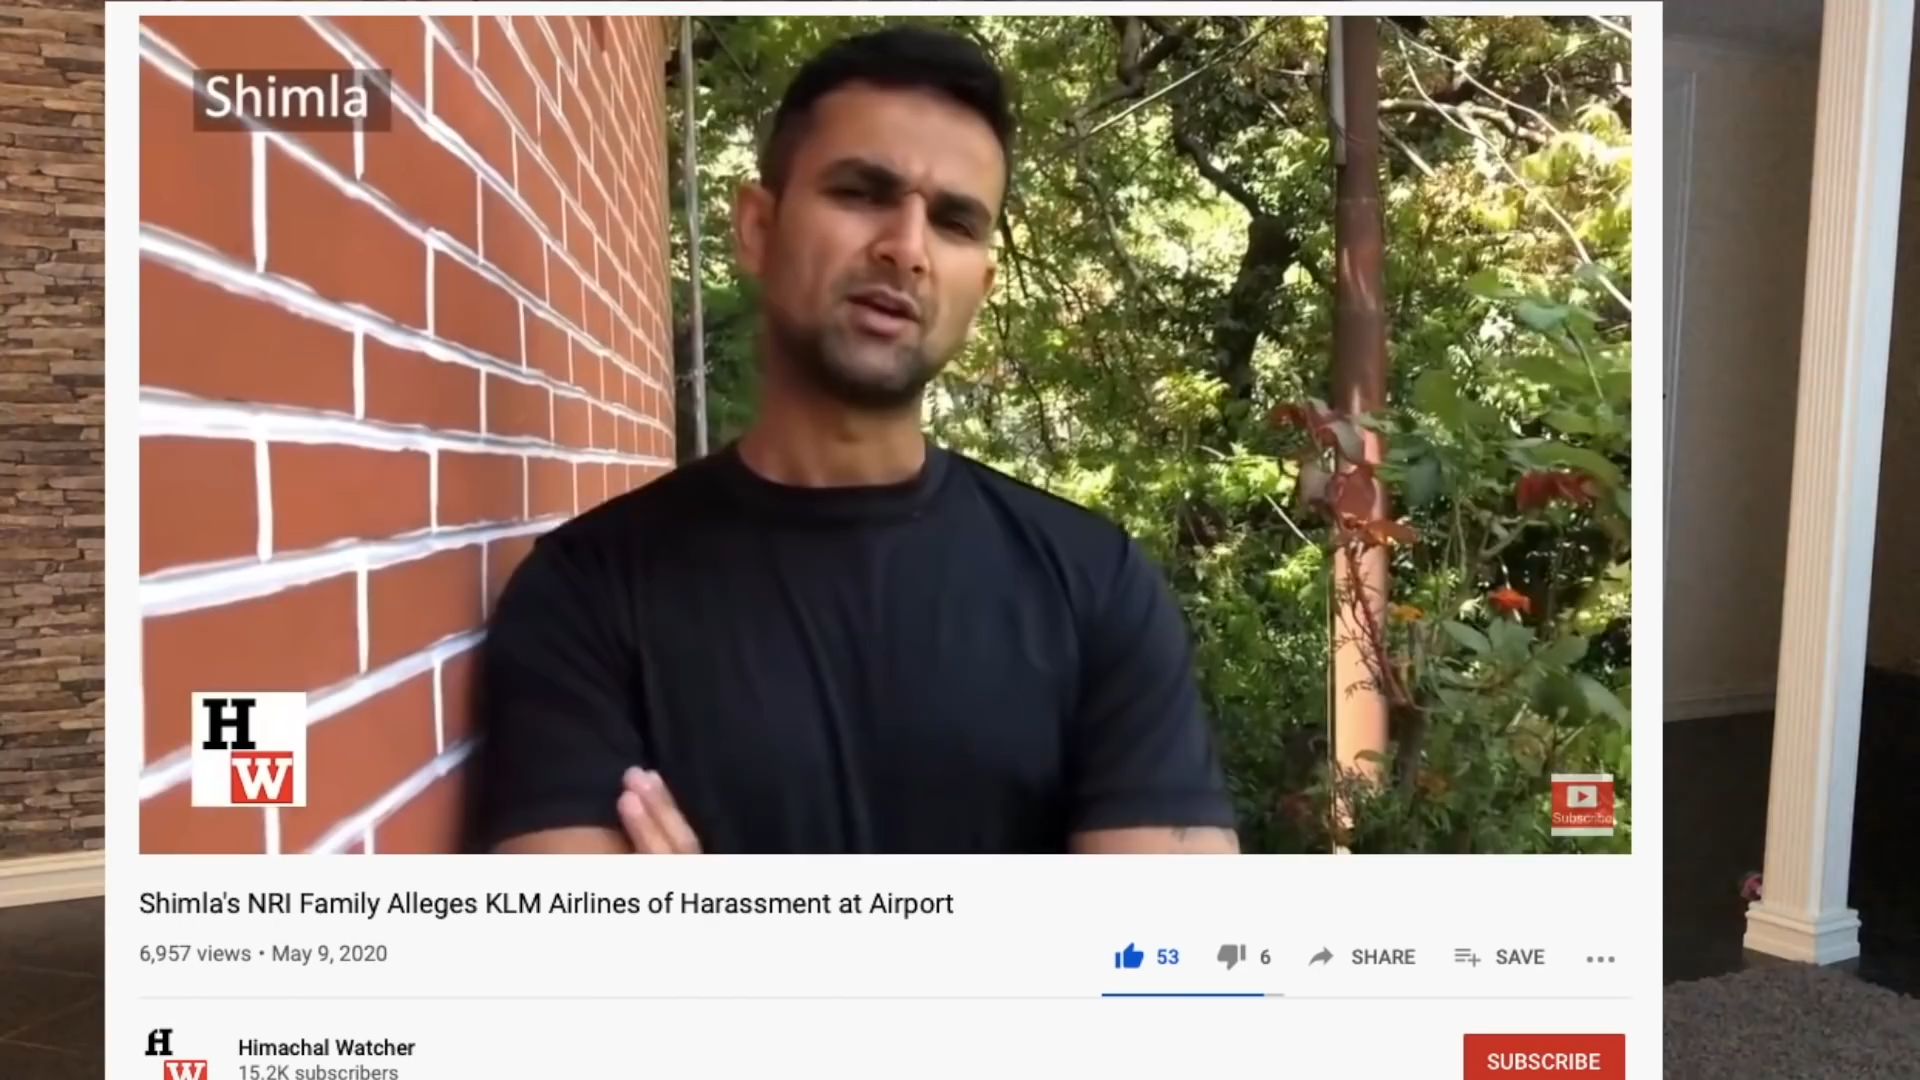 Shimla
H
W
Subscribe
Shimla's NRI Family Alleges KLM Airlines of Harassment at Airport
6,957 views • May 9, 2020
53
6
SHARE
SAVE
H
W
Himachal Watcher
15.2K subscribers
SUBSCRIBE